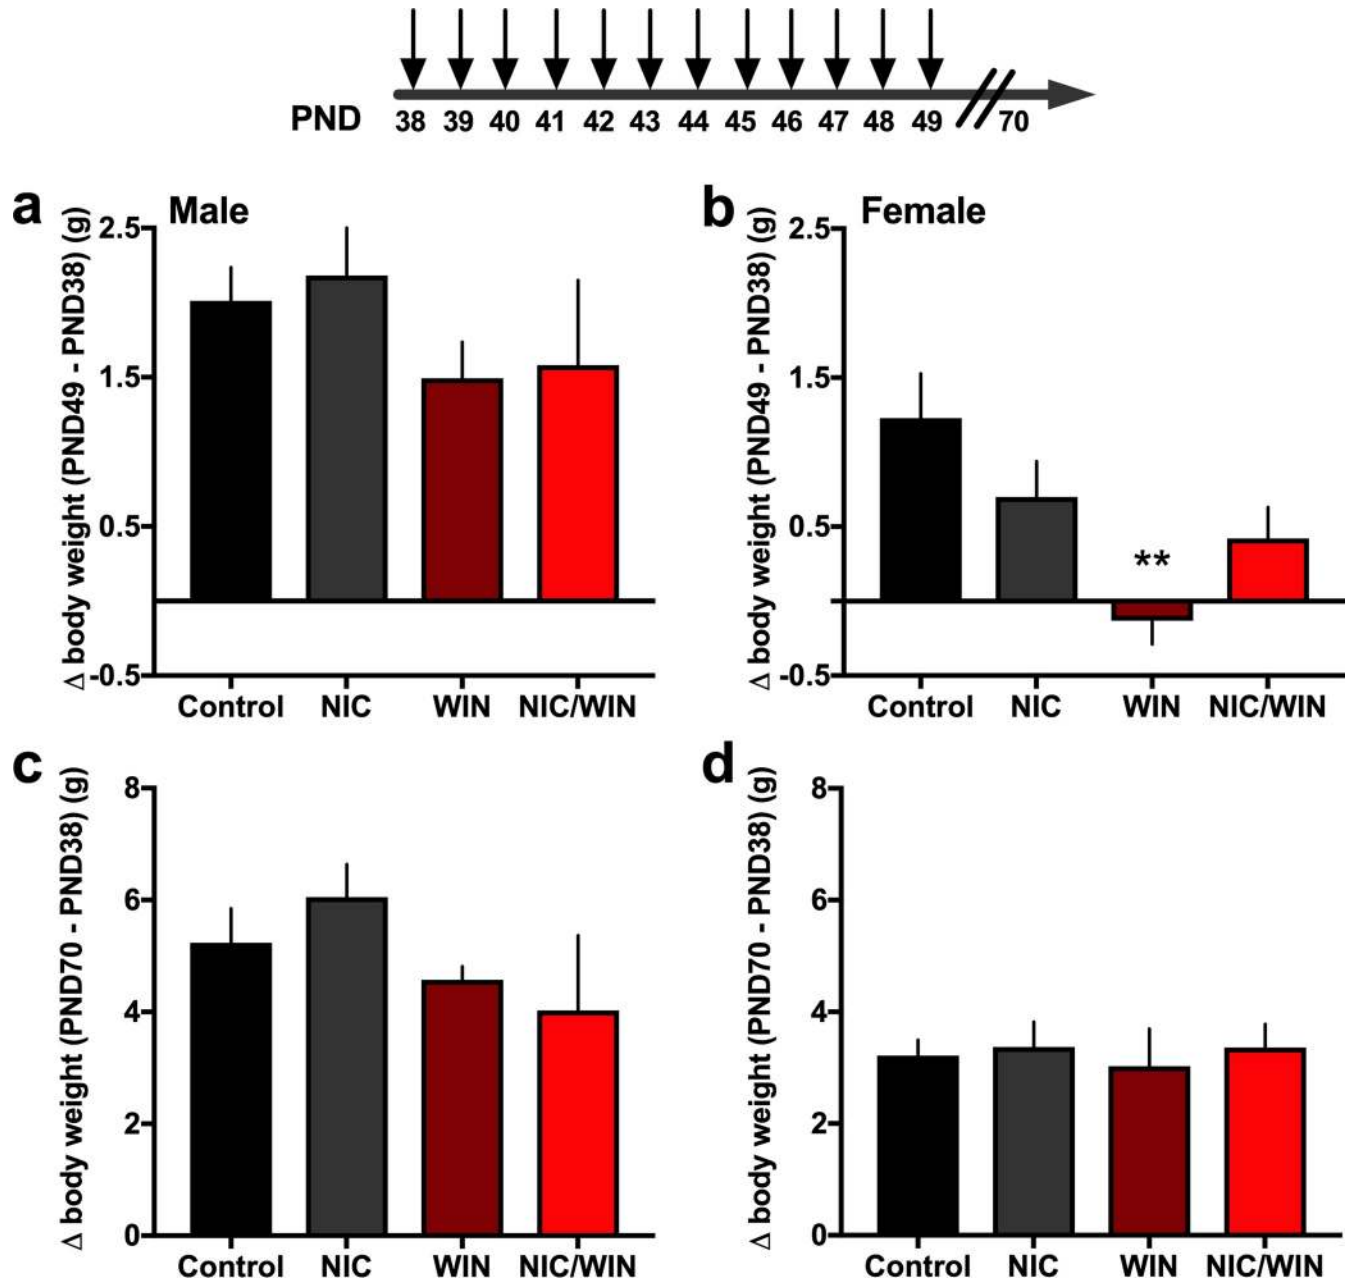 PND 38 39 40 41 42 43 44 45 46 47 48 49 70
a Male
Δ body weight (PND49 - PND38) (g)
2.5
1.5
0.5
-0.5
Control NIC WIN NIC/WIN
b Female
Δ body weight (PND49 - PND38) (g)
2.5
1.5
0.5
-0.5
**
Control NIC WIN NIC/WIN
c
Δ body weight (PND70 - PND38) (g)
8
6
4
2
0
Control NIC WIN NIC/WIN
d
Δ body weight (PND70 - PND38) (g)
8
6
4
2
0
Control NIC WIN NIC/WIN